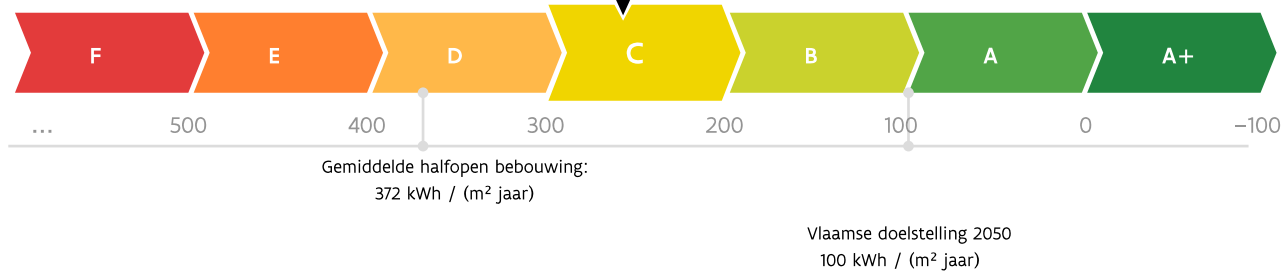 F E D C B A A+
... 500 400 300 200 100 0 –100
Gemiddelde halfopen bebouwing:
372 kWh / (m² jaar)
Vlaamse doelstelling 2050
100 kWh / (m² jaar)